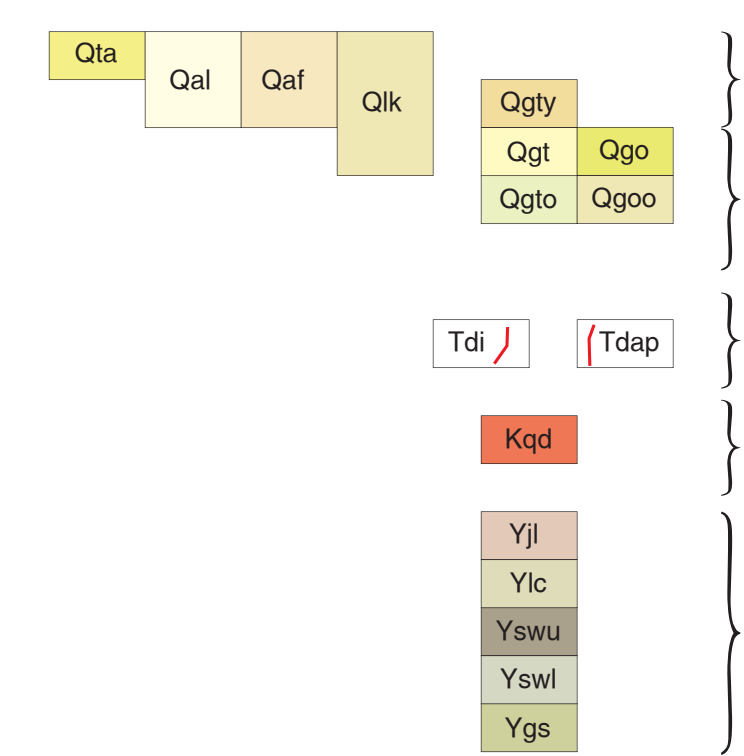 Qta
Qal
Qaf
Qlk
Qgty
Qgt
Qgo
Qgto
Qgoo
Tdi
Tdap
Kqd
Yjl
Ylc
Yswu
Yswl
Ygs